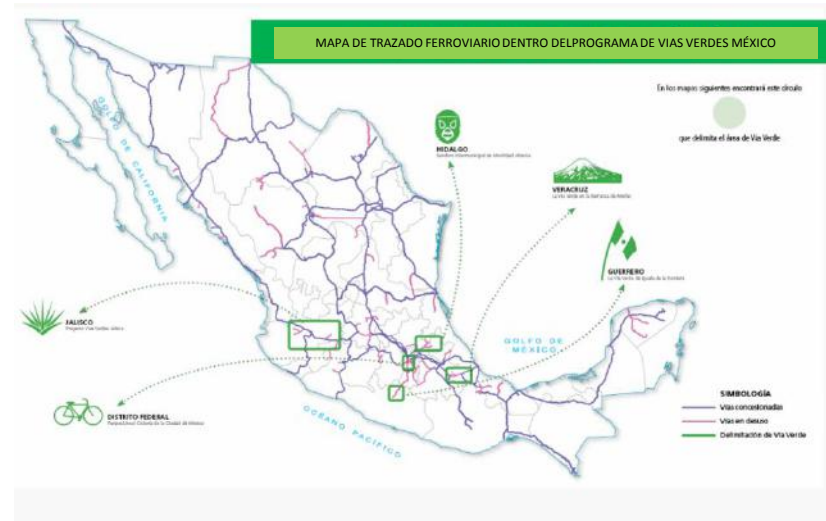 MAPA DE TRAZADO FERROVIARIO DENTRO DELPROGRAMA DE VIAS VERDES MÉXICO
En los mapas siguientes encontrará este círculo
que delimita el área de Vía Verde
GOLFO DE CALIFORNIA
HIDALGO
VERACRUZ
GUERRERO
JALISCO
DISTRITO FEDERAL
GOLFO DE
MÉXICO
OCÉANO PACÍFICO
SIMBOLOGÍA
Vías concesionadas
Vías en desuso
Delimitación de Vía Verde